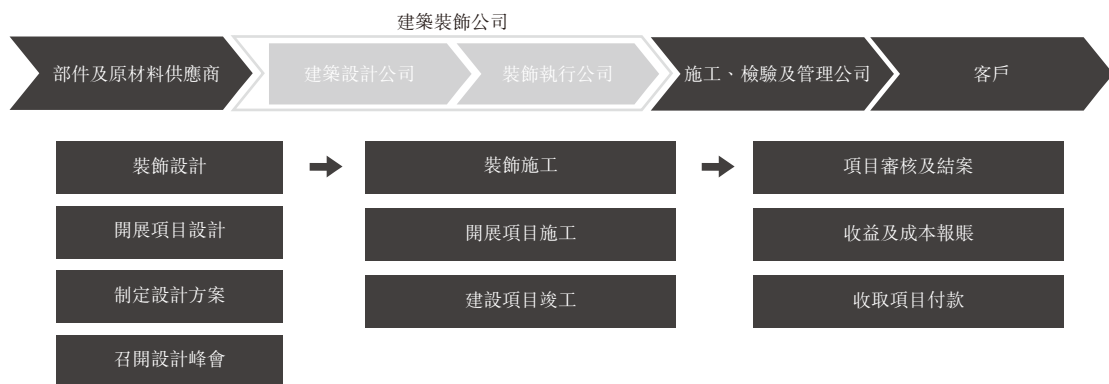 建築裝飾公司
部件及原材料供應商
建築設計公司
裝飾執行公司
施工、檢驗及管理公司
客戶
裝飾設計
裝飾施工
項目審核及結案
開展項目設計
開展項目施工
收益及成本報賬
制定設計方案
建設項目竣工
收取項目付款
召開設計峰會